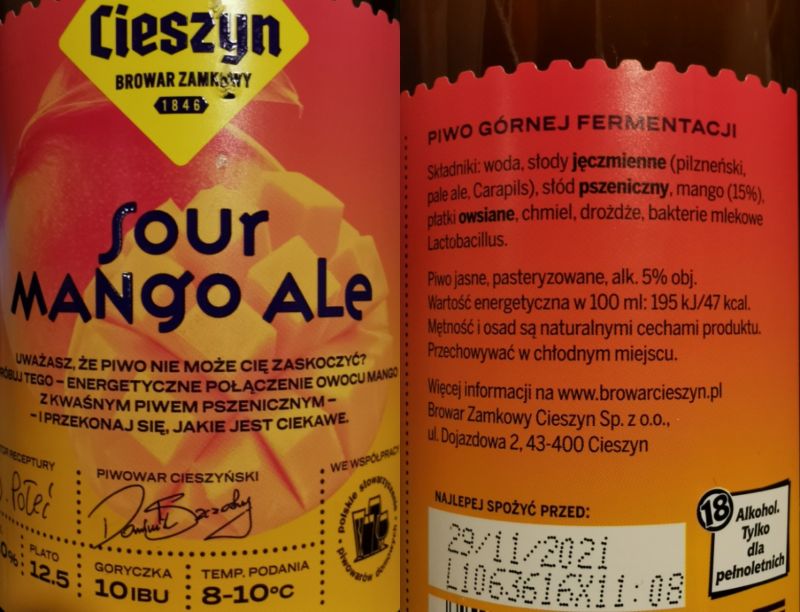 Cieszyn
BROWAR ZAMKOWY
1846
Sour
MANgo ALe
UWAŻASZ, ŻE PIWO NIE MOŻE CIĘ ZASKOCZYĆ?
TEGO – ENERGETYCZNE POŁĄCZENIE OWOCU MANGO
Z KWAŚNYM PIWEM PSZENICZNYM –
– I PRZEKONAJ SIĘ, JAKIE JEST CIEKAWE.
RECEPTURY
PIWOWAR CIESZYŃSKI
WE WSPÓŁPRACY
polskie stowarzyszenie
piwowarów domowych
PLATO
12.5
GORYCZKA
10 IBU
TEMP. PODANIA
8-10°C
PIWO GÓRNEJ FERMENTACJI
Składniki: woda, słody jęczmienne (pilzneński,
pale ale, Carapils), słód pszeniczny, mango (15%),
płatki owsiane, chmiel, drożdże, bakterie mlekowe
Lactobacillus.
Piwo jasne, pasteryzowane, alk. 5% obj.
Wartość energetyczna w 100 ml: 195 kJ/47 kcal.
Mętność i osad są naturalnymi cechami produktu.
Przechowywać w chłodnym miejscu.
Więcej informacji na www.browarcieszyn.pl
Browar Zamkowy Cieszyn Sp. z o.o.,
ul. Dojazdowa 2, 43-400 Cieszyn
NAJLEPEJ SPOŻYĆ PRZED:
29/11/2021
L1063616X11:08
18
Alkohol.
Tylko
dla
pełnoletnich